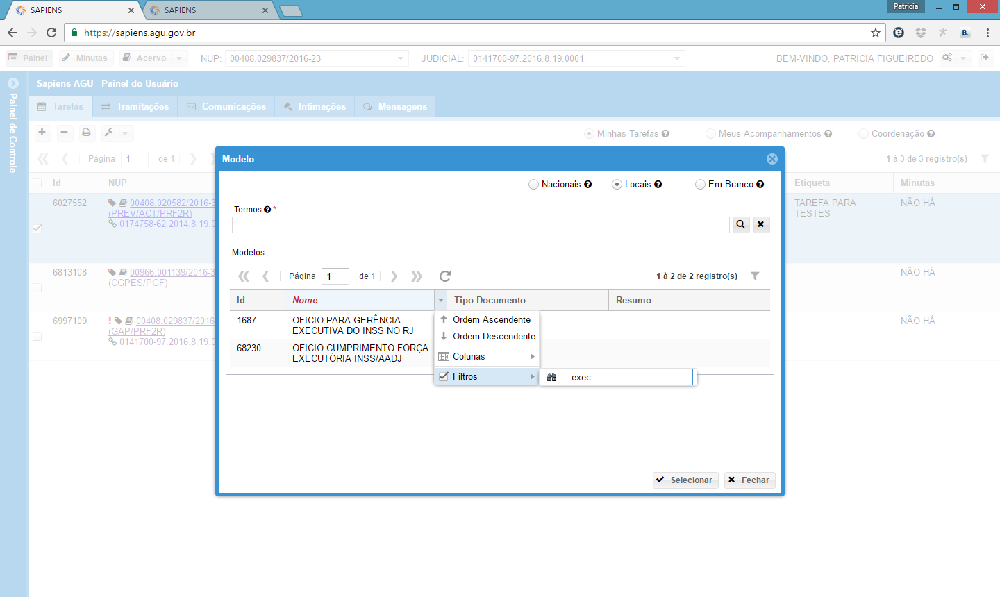 SAPIENS
SAPIENS
Patricia
https://sapiens.agu.gov.br
Painel
Minutas
Acervo
NUP: 00408.029837/2016-23
JUDICIAL: 0141700-97.2016.8.19.0001
BEM-VINDO, PATRICIA FIGUEIREDO
Painel de Controle
Sapiens AGU - Painel do Usuário
Tarefas
Tramitações
Comunicações
Intimações
Mensagens
Minhas Tarefas
Meus Acompanhamentos
Coordenação
Página 1 de 1
1 à 3 de 3 registro(s)
Id NUP Etiqueta Minutas
6027552 00408.020582/2016-3 TAREFA PARA TESTES NÃO HÁ
(PREV/ACT/PRF2R)
0174758-62.2014.8.19.0
6813108 00966.001139/2016-3 NÃO HÁ
(CGPES/PGF)
6997109 00408.029837/2016 NÃO HÁ
(GAP/PRF2R)
0141700-97.2016.8.19.0
Modelo
Nacionais
Locais
Em Branco
Termos *
Modelos
Página 1 de 1
1 à 2 de 2 registro(s)
Id Nome Tipo Documento Resumo
1687 OFICIO PARA GERÊNCIA
EXECUTIVA DO INSS NO RJ
68230 OFICIO CUMPRIMENTO FORÇA
EXECUTÓRIA INSS/AADJ
Ordem Ascendente
Ordem Descendente
Colunas
Filtros
exec
Selecionar
Fechar